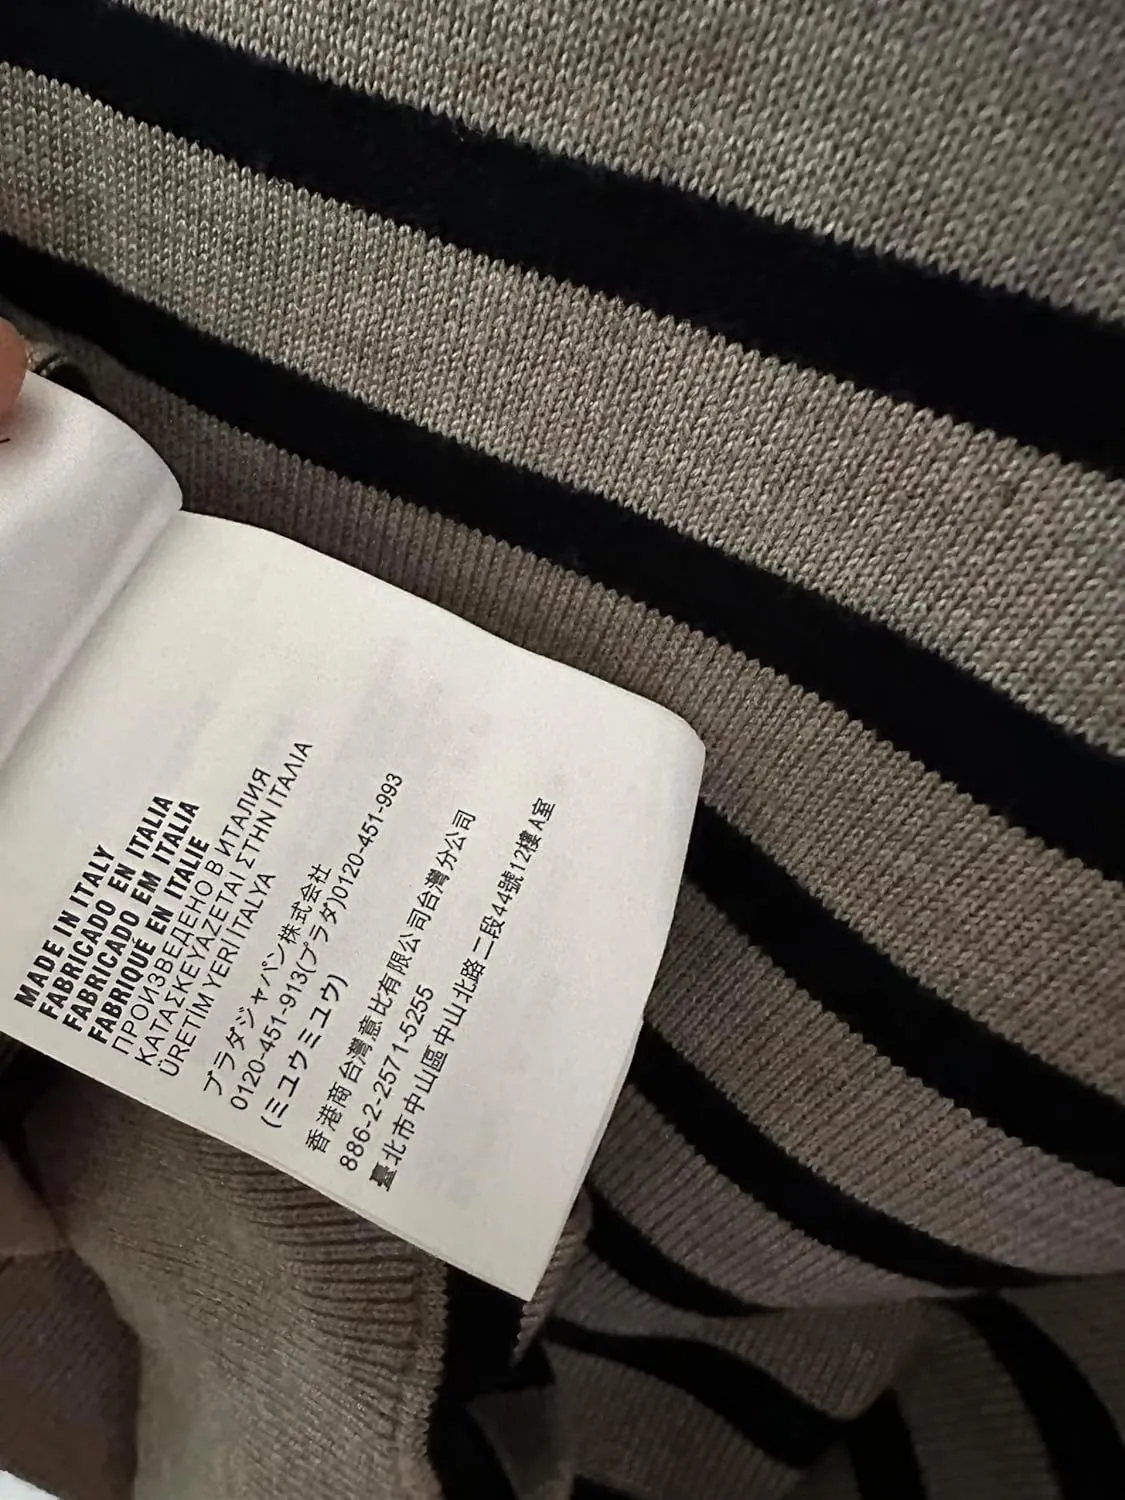 MADE IN ITALY
FABRICADO EN ITALIA
FABRICADO EM ITALIA
FABRIQUÉ EN ITALIE
ПРОИЗВЕДЕНО В ИТАЛИЯ
ΚΑΤΑΣΚΕΥΑΖΕΤΑΙ ΣΤΗΝ ΙΤΑΛΙΑ
ÜRETİM YERİ İTALYA
プラダジャパン株式会社
0120-451-913(プラダ)0120-451-993
(ミュウミュウ)
香港商台灣意比有限公司台灣分公司
886-2-2571-5255
臺北市中山區中山北路二段44號12樓A室